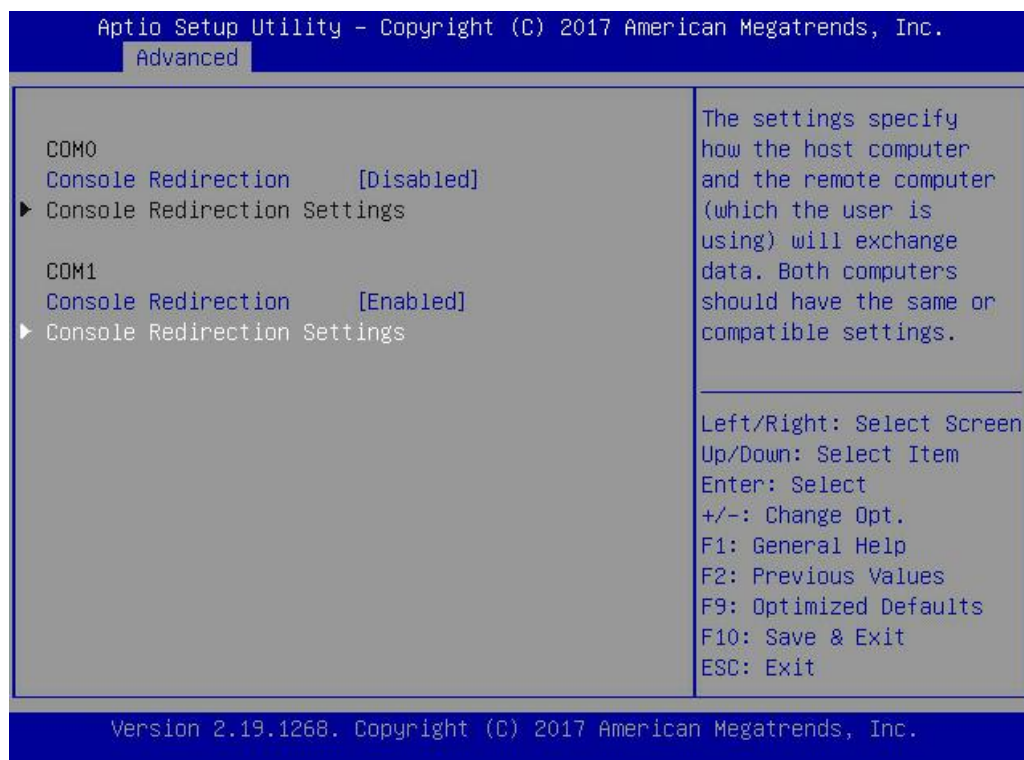 Aptio Setup Utility – Copyright (C) 2017 American Megatrends, Inc.
Advanced
COM0
Console Redirection [Disabled]
▶ Console Redirection Settings
COM1
Console Redirection [Enabled]
▶ Console Redirection Settings
The settings specify
how the host computer
and the remote computer
(which the user is
using) will exchange
data. Both computers
should have the same or
compatible settings.
Left/Right: Select Screen
Up/Down: Select Item
Enter: Select
+/-: Change Opt.
F1: General Help
F2: Previous Values
F9: Optimized Defaults
F10: Save & Exit
ESC: Exit
Version 2.19.1268. Copyright (C) 2017 American Megatrends, Inc.